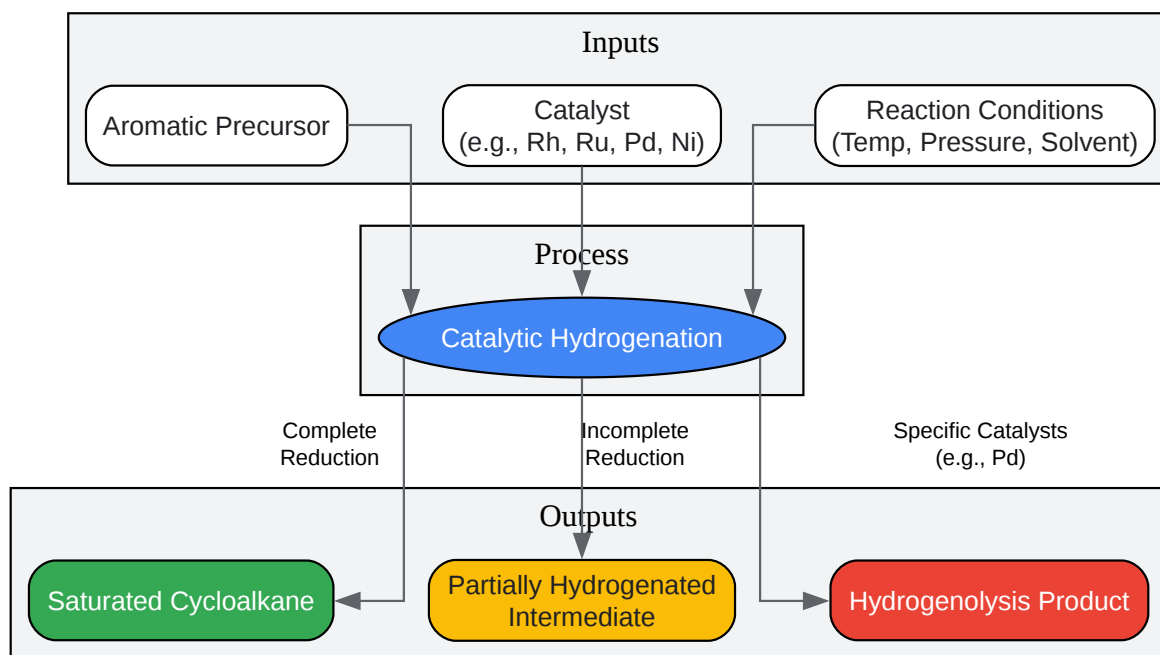 Inputs
Aromatic Precursor
Catalyst
(e.g., Rh, Ru, Pd, Ni)
Reaction Conditions
(Temp, Pressure, Solvent)
Process
Catalytic Hydrogenation
Complete
Reduction
Incomplete
Reduction
Specific Catalysts
(e.g., Pd)
Outputs
Saturated Cycloalkane
Partially Hydrogenated
Intermediate
Hydrogenolysis Product